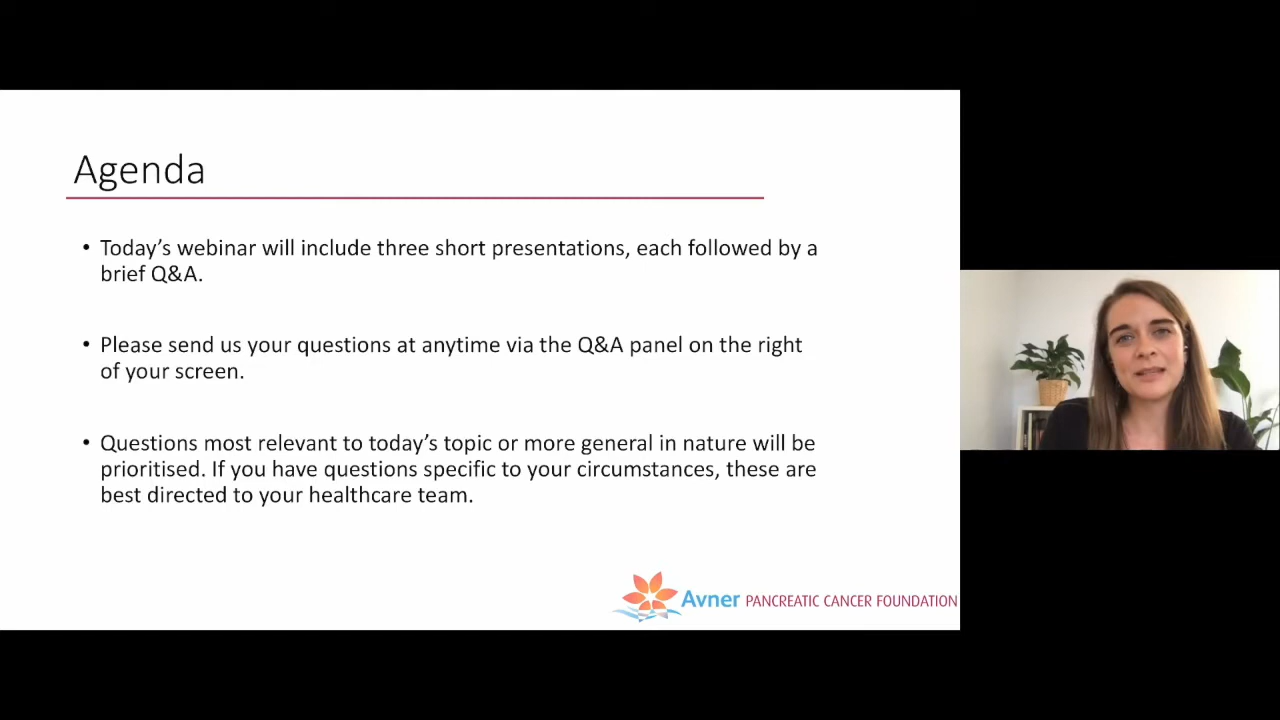 Agenda
• Today’s webinar will include three short presentations, each followed by a
brief Q&A.
• Please send us your questions at anytime via the Q&A panel on the right
of your screen.
• Questions most relevant to today’s topic or more general in nature will be
prioritised. If you have questions specific to your circumstances, these are
best directed to your healthcare team.
Avner PANCREATIC CANCER FOUNDATION